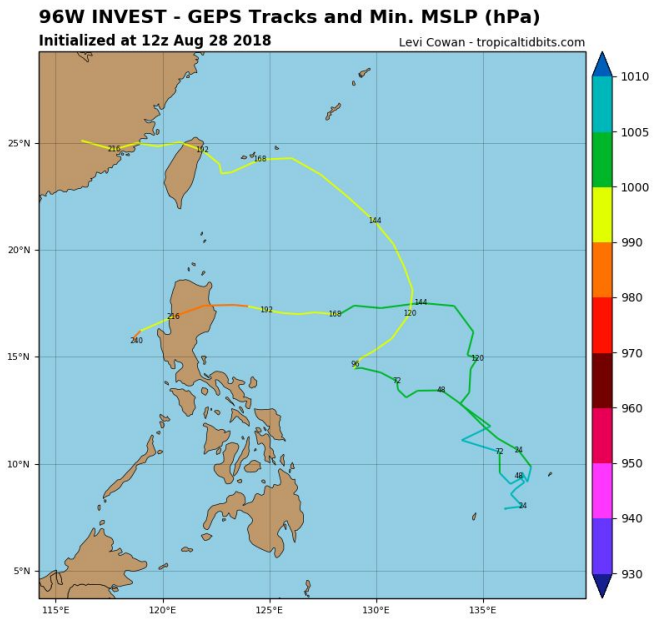 96W INVEST - GEPS Tracks and Min. MSLP (hPa)
Initialized at 12z Aug 28 2018
Levi Cowan - tropicaltidbits.com
1010
1005
1000
990
980
970
960
950
940
930
25°N
20°N
15°N
10°N
5°N
115°E
120°E
125°E
130°E
135°E
216
192
168
144
120
96
72
48
24
240
216
192
168
144
120
72
48
24